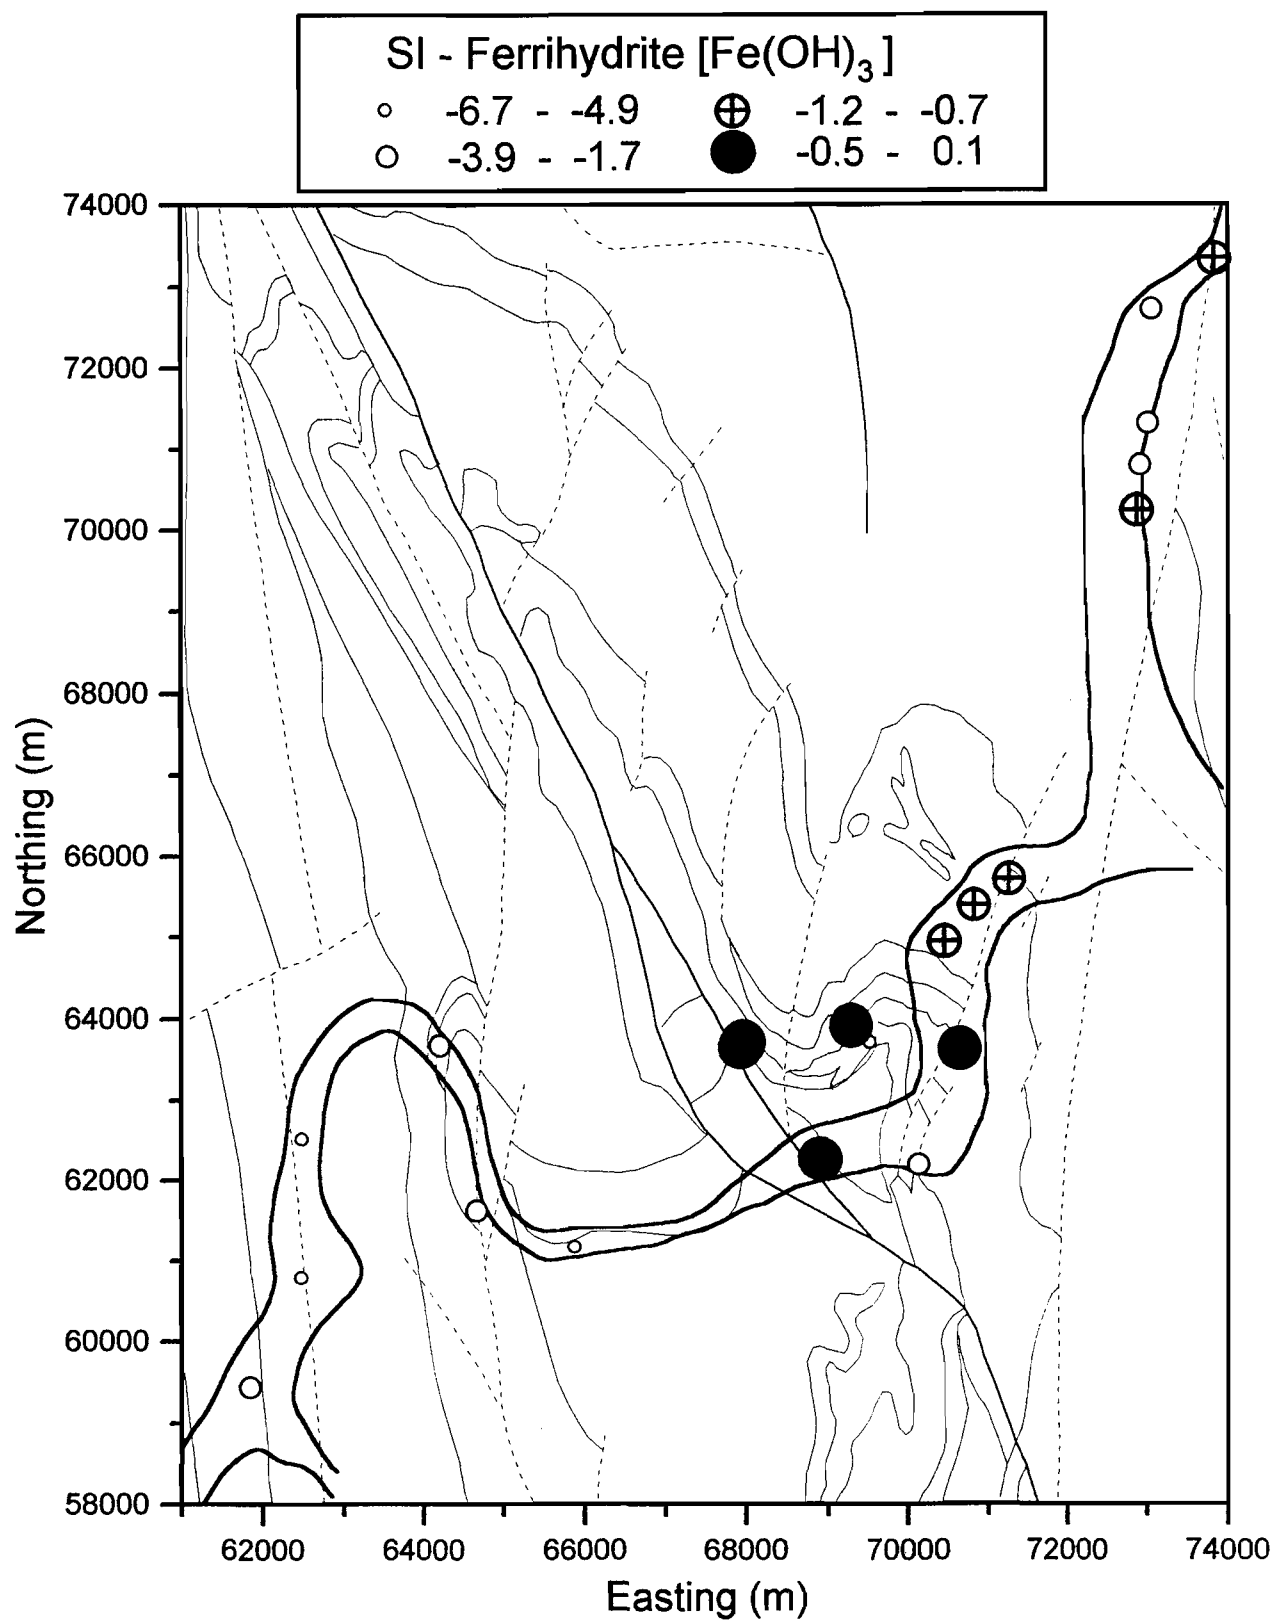 SI - Ferrihydrite [Fe(OH)₃]
-6.7 - -4.9 -1.2 - -0.7
-3.9 - -1.7 -0.5 - 0.1
74000
72000
70000
68000
66000
64000
62000
60000
58000
Northing (m)
62000 64000 66000 68000 70000 72000 74000
Easting (m)